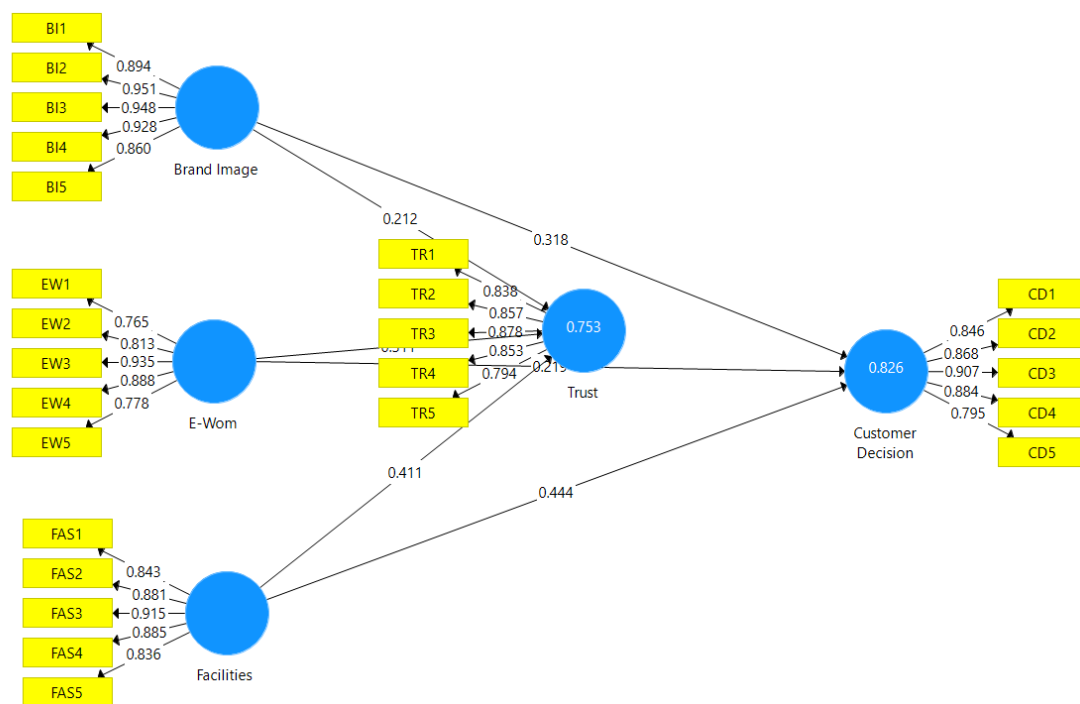 BI1
BI2
BI3
BI4
BI5
0.894
0.951
0.948
0.928
0.860
Brand Image
0.212
0.318
EW1
EW2
EW3
EW4
EW5
0.765
0.813
0.935
0.888
0.778
E-Wom
TR1
TR2
TR3
TR4
TR5
0.838
0.857
0.878
0.853
0.794
0.753
Trust
0.411
0.444
FAS1
FAS2
FAS3
FAS4
FAS5
0.843
0.881
0.915
0.885
0.836
Facilities
0.826
Customer
Decision
0.846
0.868
0.907
0.884
0.795
CD1
CD2
CD3
CD4
CD5